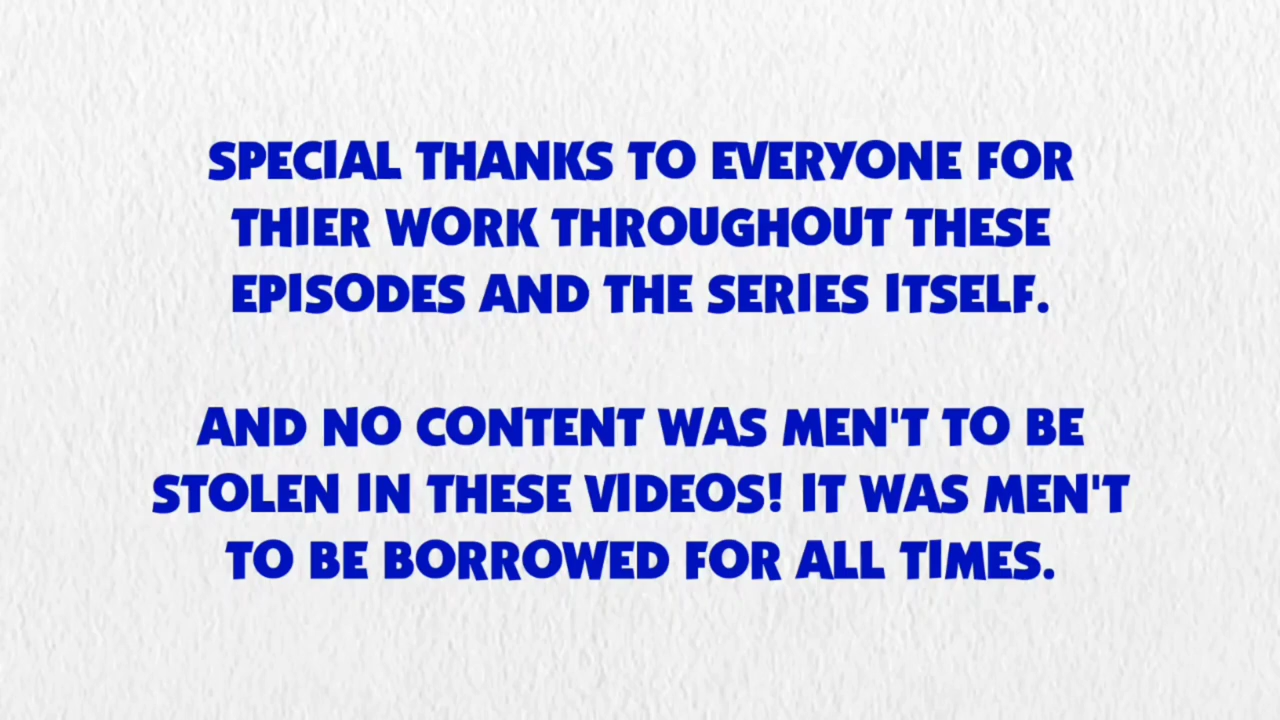 SPECIAL THANKS TO EVERYONE FOR
THIER WORK THROUGHOUT THESE
EPISODES AND THE SERIES ITSELF.
AND NO CONTENT WAS MEN'T TO BE
STOLEN IN THESE VIDEOS! IT WAS MEN'T
TO BE BORROWED FOR ALL TIMES.